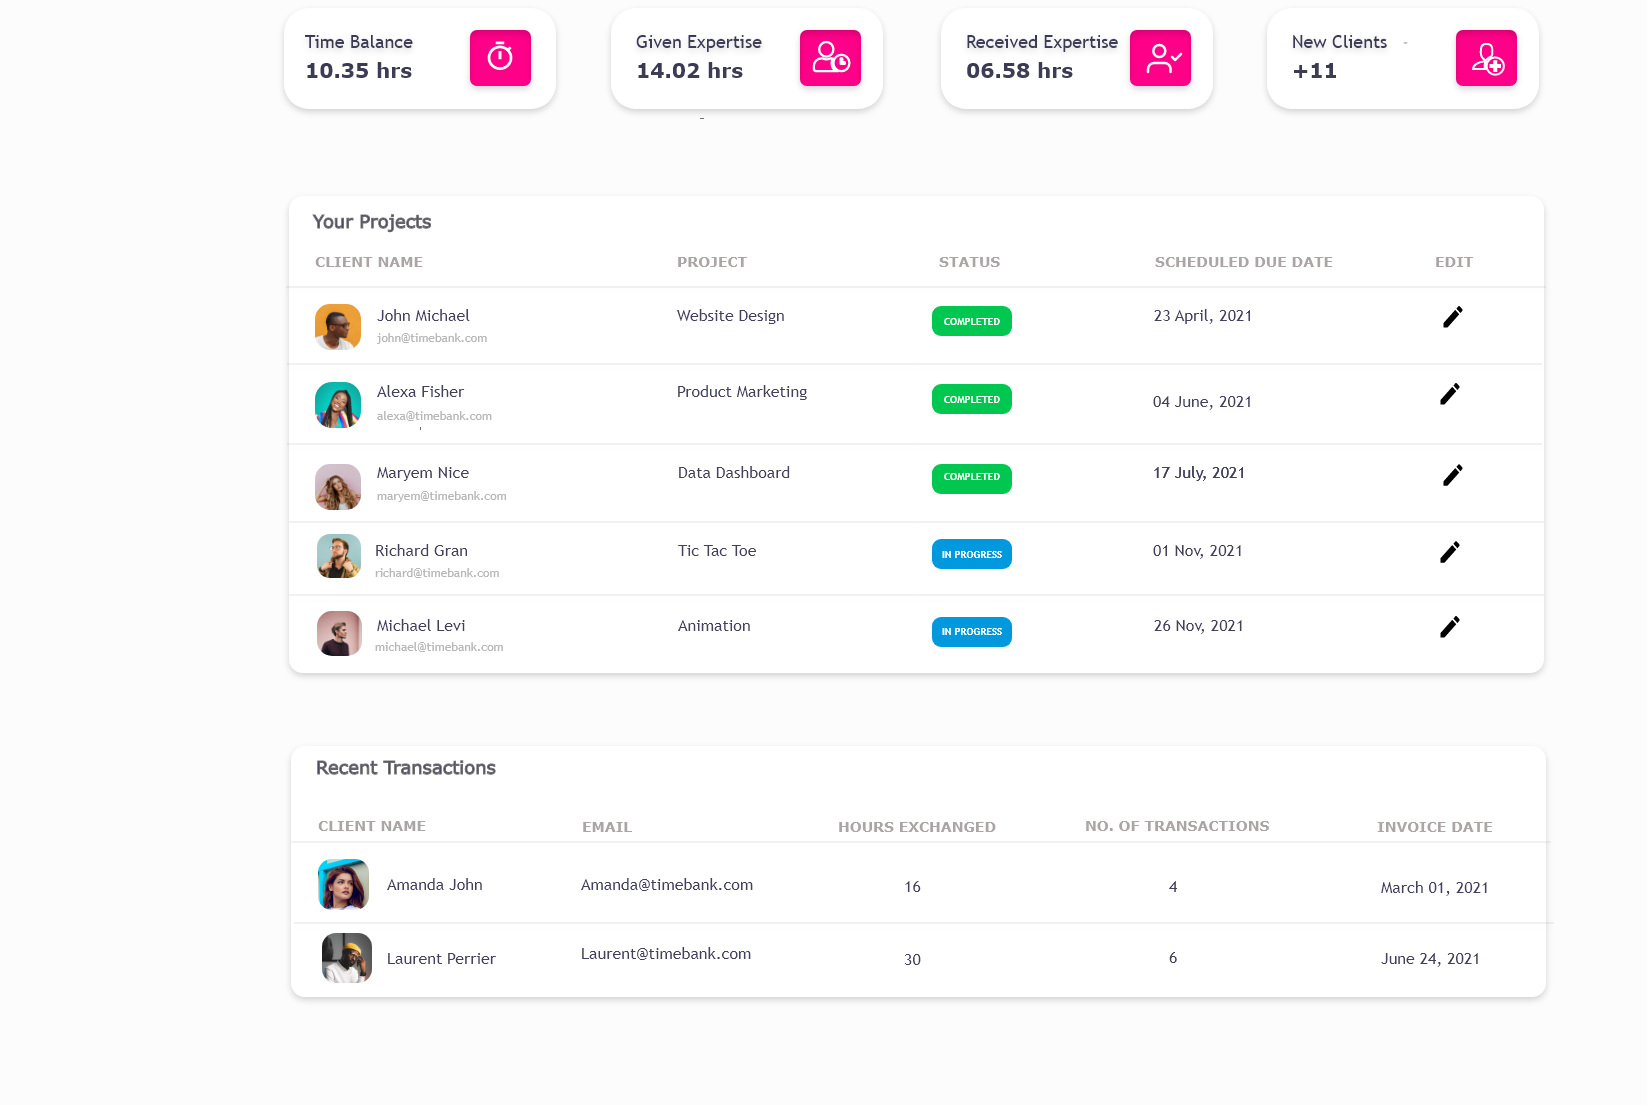 Time Balance
10.35 hrs
Given Expertise
14.02 hrs
Received Expertise
06.58 hrs
New Clients -
+11
-
Your Projects
CLIENT NAME PROJECT STATUS SCHEDULED DUE DATE EDIT
John Michael Website Design COMPLETED 23 April, 2021
john@timebank.com
Alexa Fisher Product Marketing COMPLETED 04 June, 2021
alexa@timebank.com
Maryem Nice Data Dashboard COMPLETED 17 July, 2021
maryem@timebank.com
Richard Gran Tic Tac Toe IN PROGRESS 01 Nov, 2021
richard@timebank.com
Michael Levi Animation IN PROGRESS 26 Nov, 2021
michael@timebank.com
Recent Transactions
CLIENT NAME EMAIL HOURS EXCHANGED NO. OF TRANSACTIONS INVOICE DATE
Amanda John Amanda@timebank.com 16 4 March 01, 2021
Laurent Perrier Laurent@timebank.com 30 6 June 24, 2021